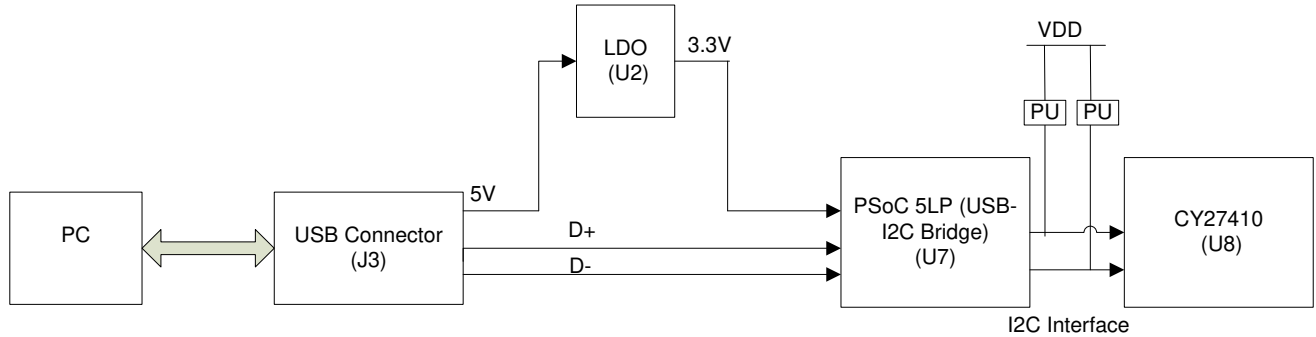 LDO
(U2)
3.3V
VDD
PU
PU
5V
PC
USB Connector
(J3)
D+
D-
PSoC 5LP (USB-
I2C Bridge)
(U7)
CY27410
(U8)
I2C Interface